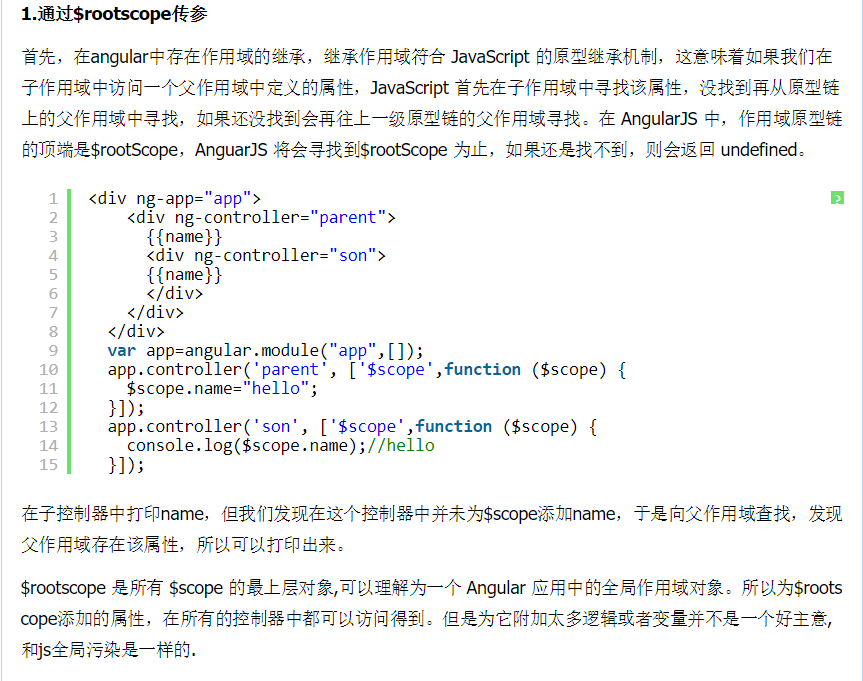 1.通过$rootscope传参
首先，在angular中存在作用域的继承，继承作用域符合 JavaScript 的原型继承机制，这意味着如果我们在
子作用域中访问一个父作用域中定义的属性，JavaScript 首先在子作用域中寻找该属性，没找到再从原型链
上的父作用域中寻找，如果还没找到会再往上一级原型链的父作用域寻找。在 AngularJS 中，作用域原型链
的顶端是$rootScope，AnguarJS 将会寻找到$rootScope 为止，如果还是找不到，则会返回 undefined。
1 <div ng-app="app">
2 <div ng-controller="parent">
3 {{name}}
4 <div ng-controller="son">
5 {{name}}
6 </div>
7 </div>
8 </div>
9 var app=angular.module("app",[]);
10 app.controller('parent', ['$scope',function ($scope) {
11 $scope.name="hello";
12 }]);
13 app.controller('son', ['$scope',function ($scope) {
14 console.log($scope.name);//hello
15 }]);
在子控制器中打印name，但我们发现在这个控制器中并未为$scope添加name，于是向父作用域查找，发现
父作用域存在该属性，所以可以打印出来。
$rootscope 是所有 $scope 的最上层对象,可以理解为一个 Angular 应用中的全局作用域对象。所以为$roots
cope添加的属性，在所有的控制器中都可以访问得到。但是为它附加太多逻辑或者变量并不是一个好主意,
和js全局污染是一样的.